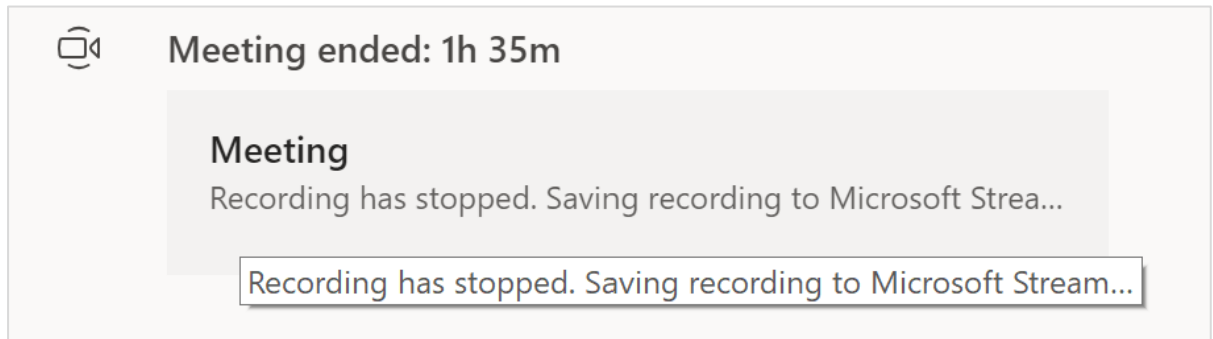 Meeting ended: 1h 35m
Meeting
Recording has stopped. Saving recording to Microsoft Strea...
Recording has stopped. Saving recording to Microsoft Stream...